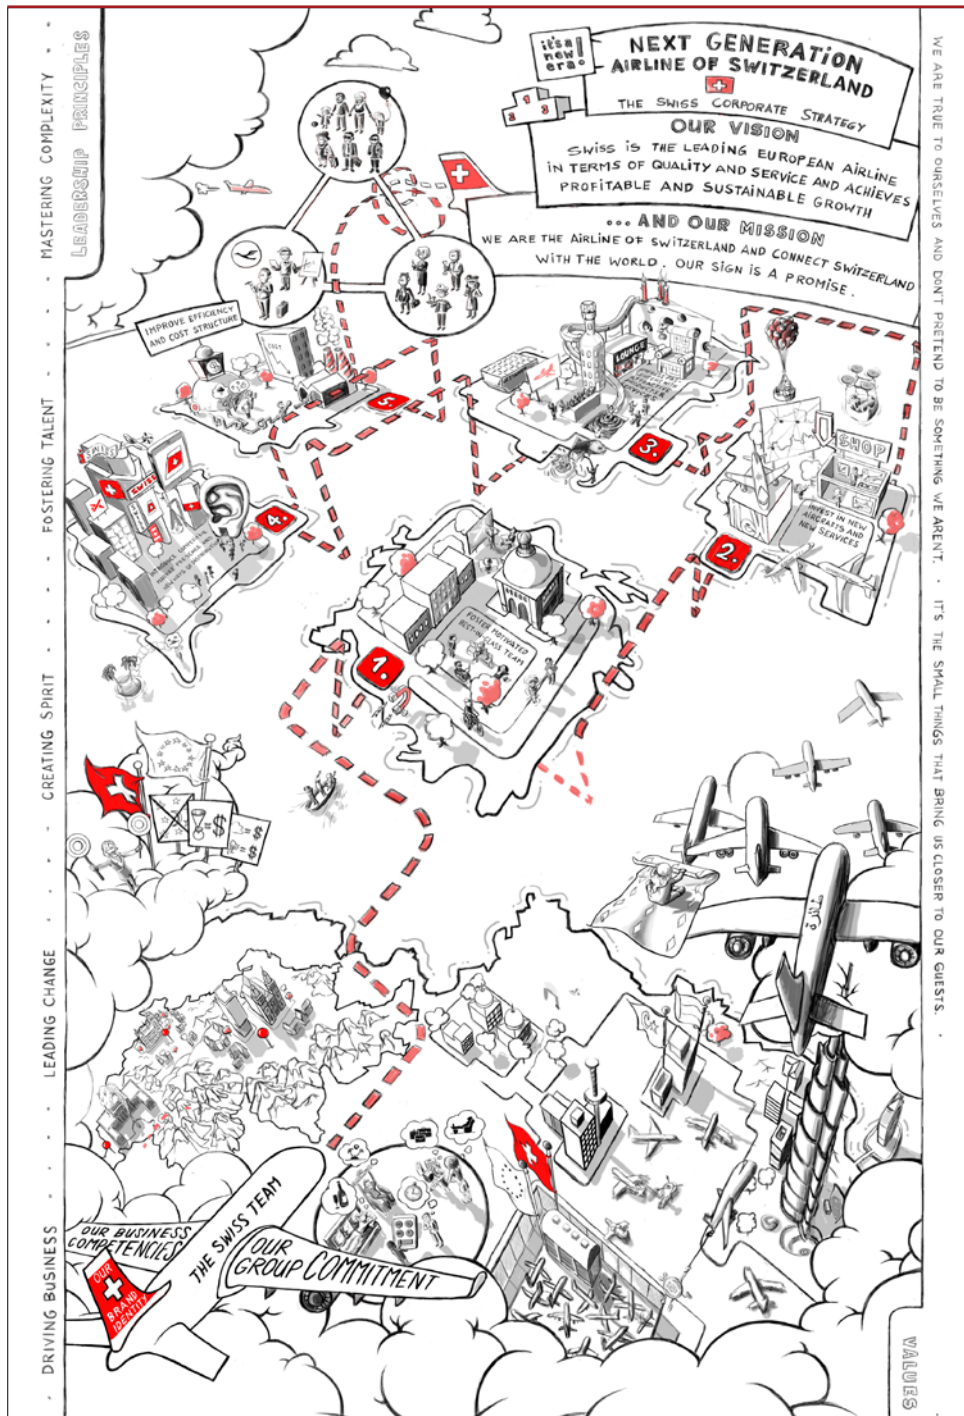 it's a
new
era!
NEXT GENERATiON
AIRLINE OF SWITZERLAND
THE SWISS CORPORATE STRATEGY
1
2
3
OUR VISION
SWISS IS THE LEADING EUROPEAN AIRLINE
IN TERMS OF QUALITY AND SERVICE AND ACHIEVES
PROFITABLE AND SUSTAINABLE GROWTH
... AND OUR MISSION
WE ARE THE AIRLINE OF SWITZERLAND AND CONNECT SWITZERLAND
WITH THE WORLD. OUR SIGN IS A PROMISE.
LEADERSHIP PRINCIPLES
DRIVING BUSINESS · LEADING CHANGE · CREATING SPIRIT · FOSTERING TALENT · MASTERING COMPLEXITY
WE ARE TRUE TO OURSELVES AND DON'T PRETEND TO BE SOMETHING WE AREN'T. · IT'S THE SMALL THINGS THAT BRING US CLOSER TO OUR GUESTS.
VALUES
IMPROVE EFFICIENCY
AND COST STRUCTURE
COST
5.
LOUNGE
3.
SHOP
INVEST IN NEW
AIRCRAFTS AND
NEW SERVICES
2.
SWISS
4.
FOSTER MOTIVATED
BEST-IN-CLASS TEAM
1.
= $
= $
= $
OUR BUSINESS
COMPETENCIES
THE SWISS TEAM
OUR
GROUP COMMITMENT
OUR
BRAND
IDENTITY